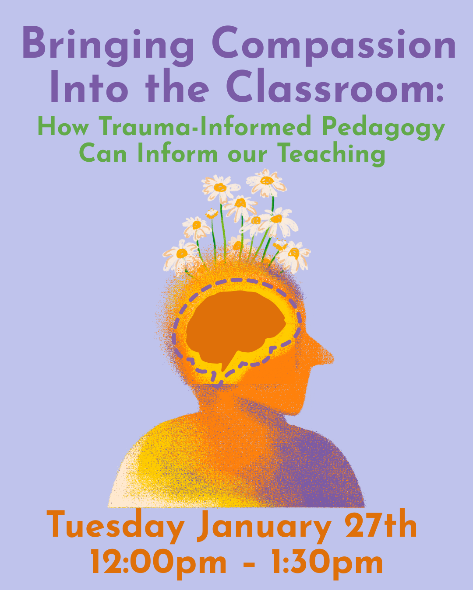 Bringing Compassion
Into the Classroom:
How Trauma-Informed Pedagogy
Can Inform our Teaching
Tuesday January 27th
12:00pm – 1:30pm